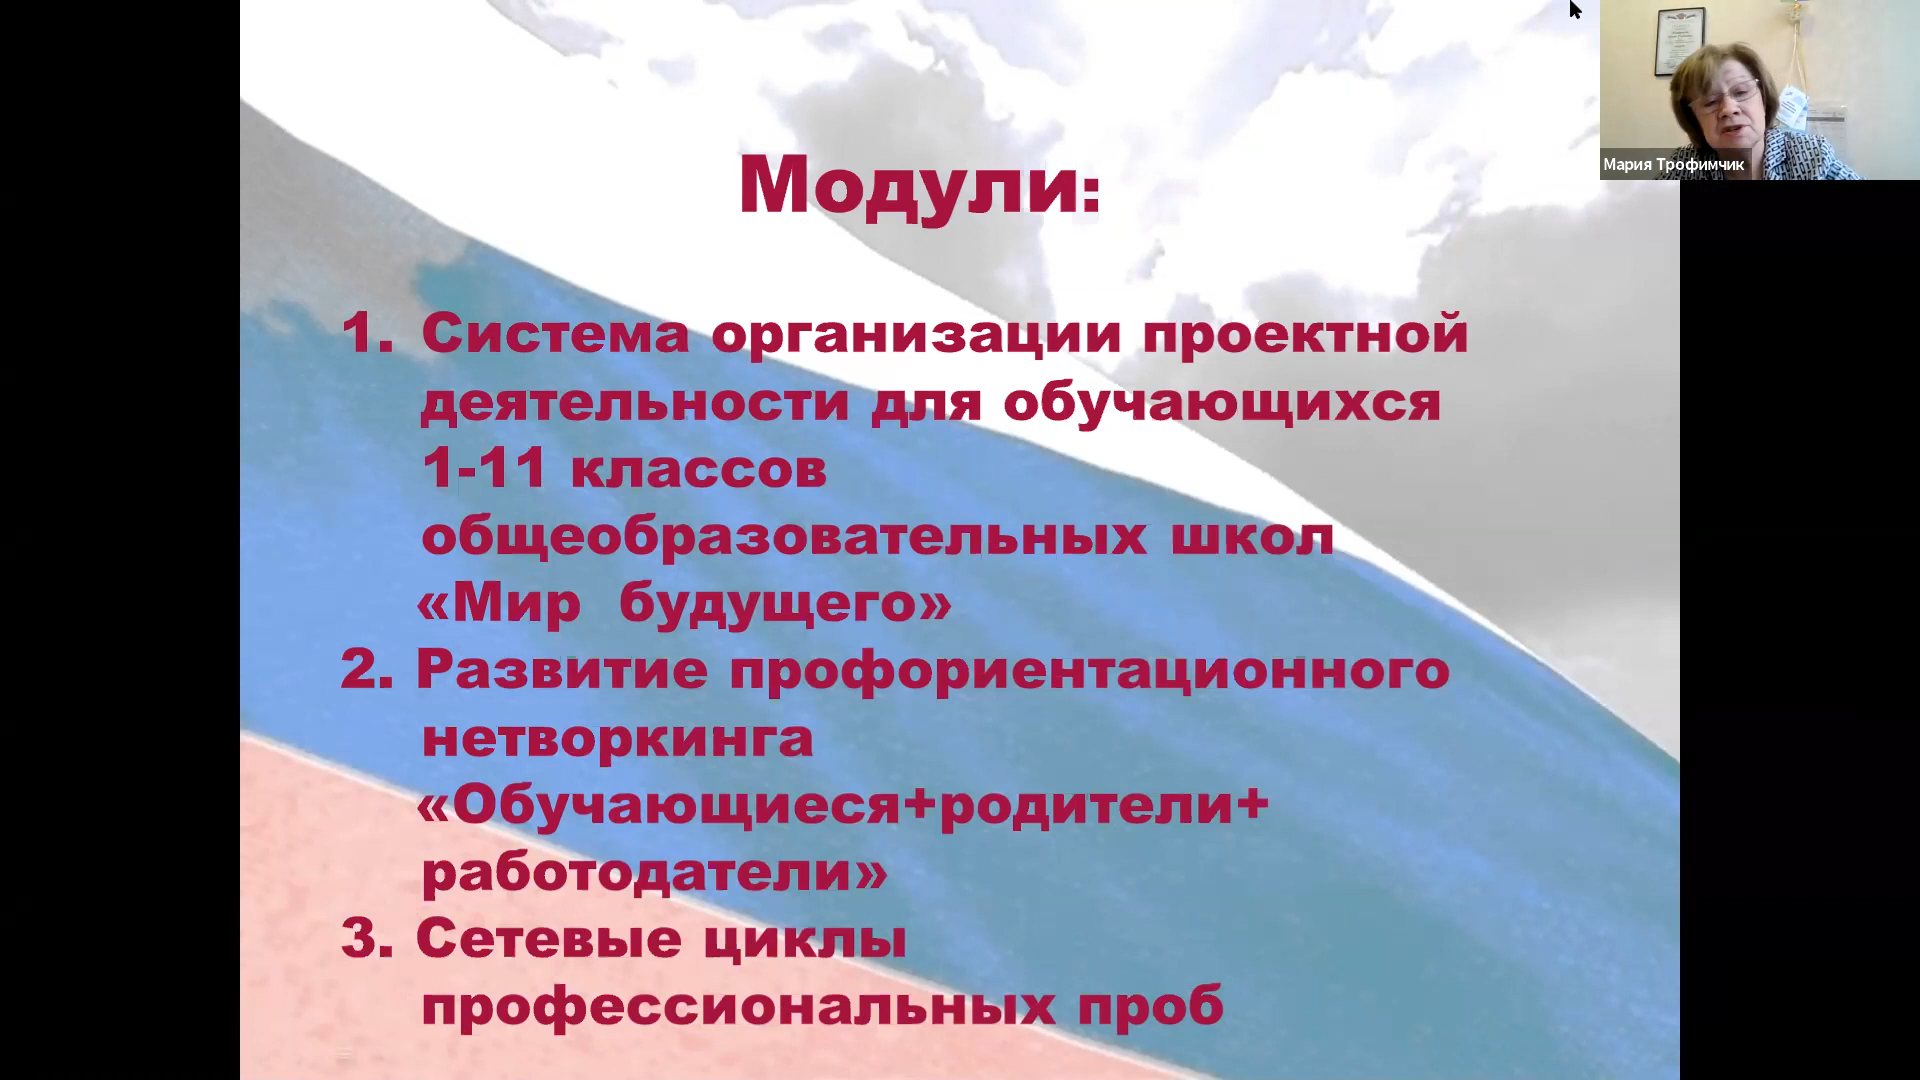 Модули:
1. Система организации проектной
деятельности для обучающихся
1-11 классов
общеобразовательных школ
«Мир будущего»
2. Развитие профориентационного
нетворкинга
«Обучающиеся+родители+
работодатели»
3. Сетевые циклы
профессиональных проб
Мария Трофимчик